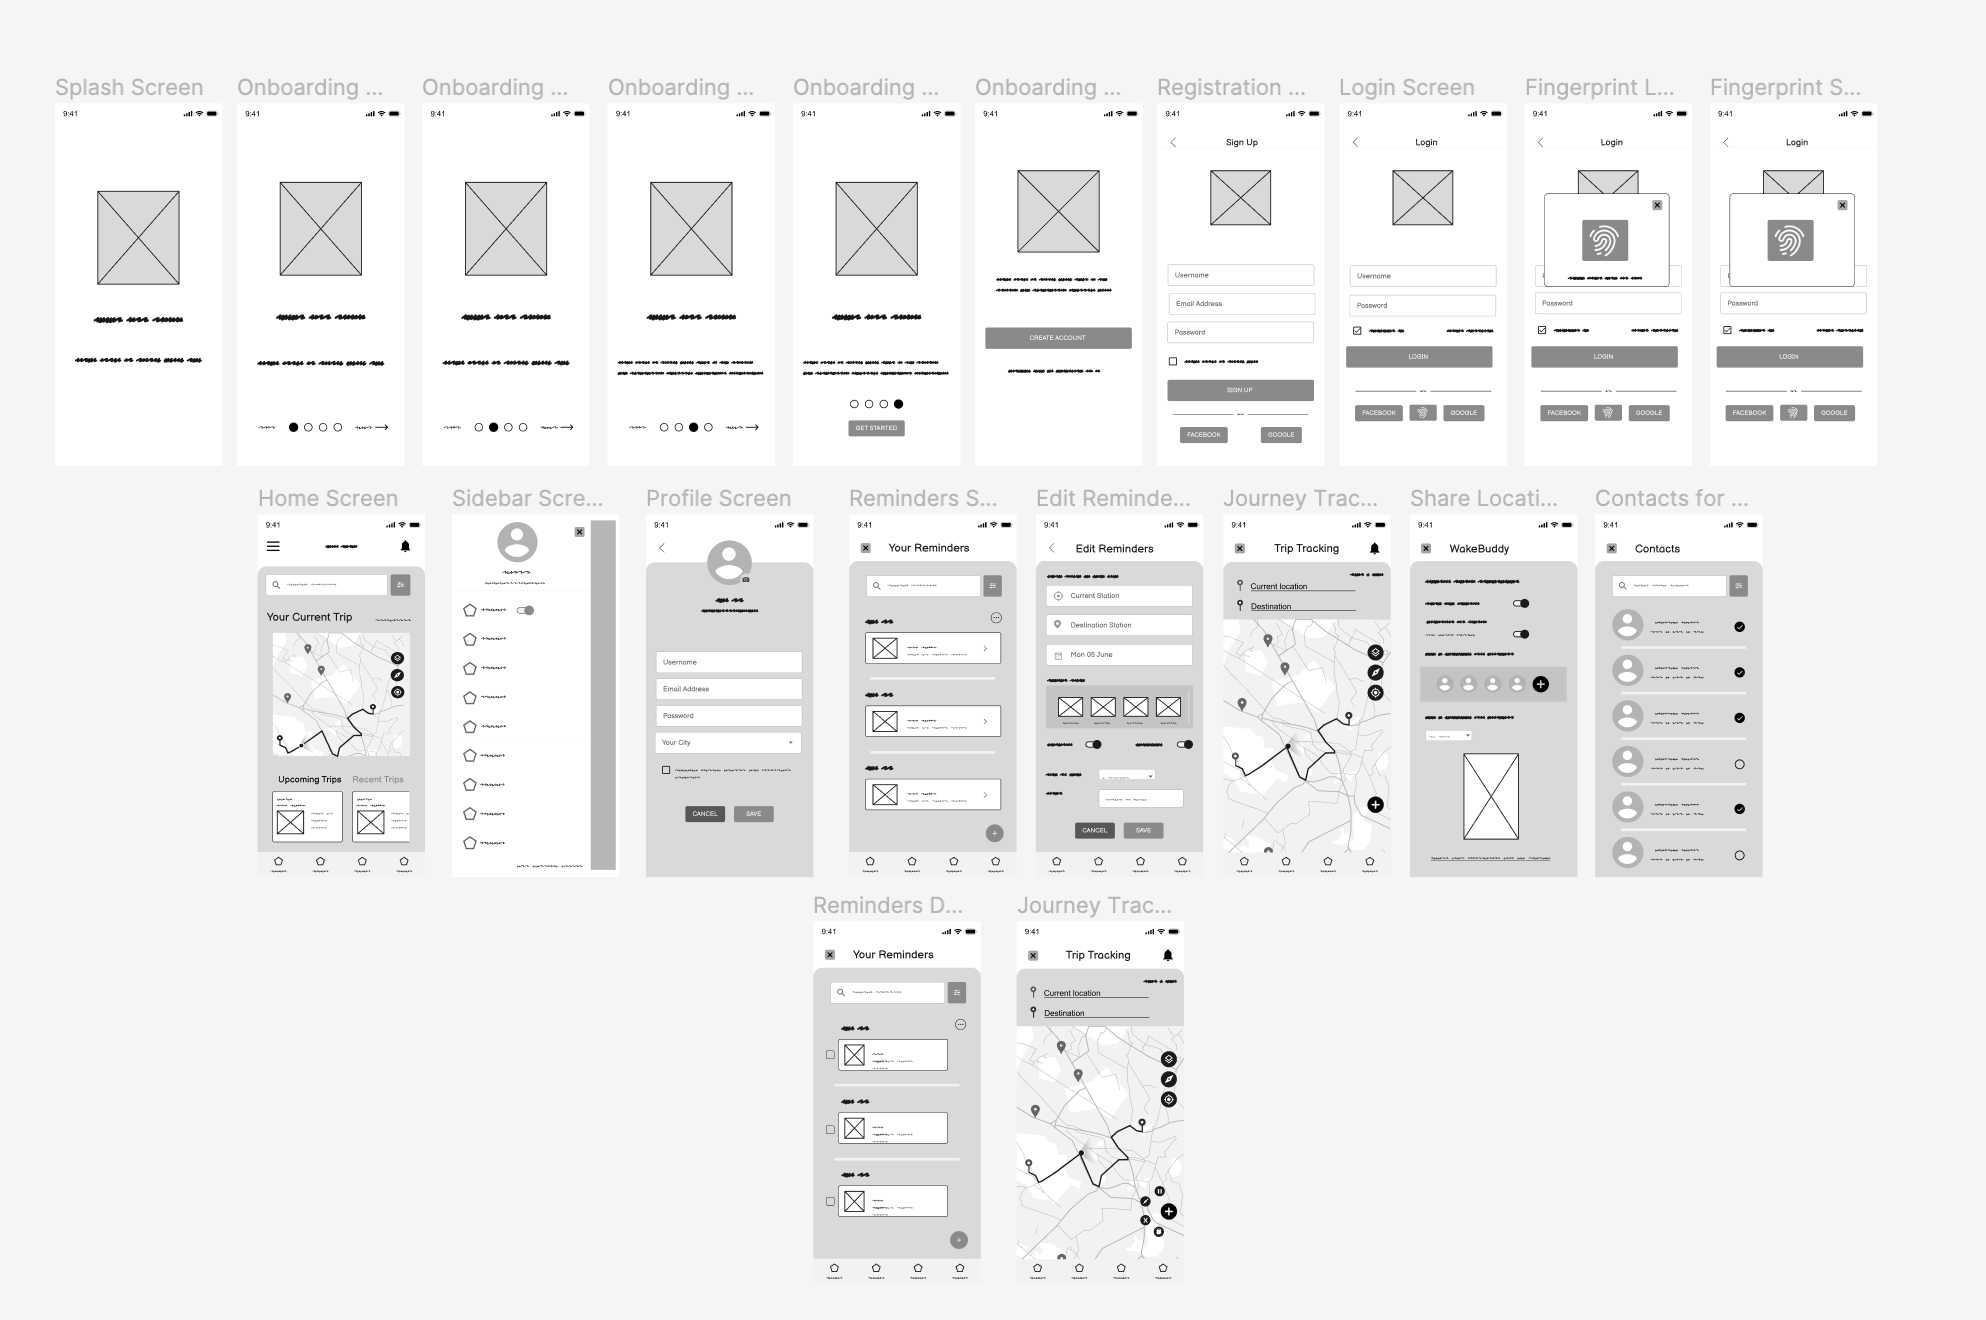 Splash Screen
Onboarding ...
Onboarding ...
Onboarding ...
Onboarding ...
Onboarding ...
Registration ...
Login Screen
Fingerprint L...
Fingerprint S...
9:41
9:41
9:41
9:41
9:41
GET STARTED
9:41
CREATE ACCOUNT
9:41
Sign Up
Username
Email Address
Password
SIGN UP
FACEBOOK
GOOGLE
9:41
Login
Username
Password
LOGIN
FACEBOOK
GOOGLE
9:41
Login
Password
LOGIN
FACEBOOK
GOOGLE
9:41
Login
Password
LOGIN
FACEBOOK
GOOGLE
Home Screen
Sidebar Scre...
Profile Screen
Reminders S...
Edit Reminde...
Journey Trac...
Share Locati...
Contacts for ...
9:41
Your Current Trip
Upcoming Trips
Recent Trips
9:41
Username
Email Address
Password
Your City
CANCEL
SAVE
9:41
Your Reminders
9:41
Edit Reminders
Current Station
Destination Station
Mon 05 June
CANCEL
SAVE
9:41
Trip Tracking
Current location
Destination
9:41
WakeBuddy
9:41
Contacts
Reminders D...
Journey Trac...
9:41
Your Reminders
9:41
Trip Tracking
Current location
Destination